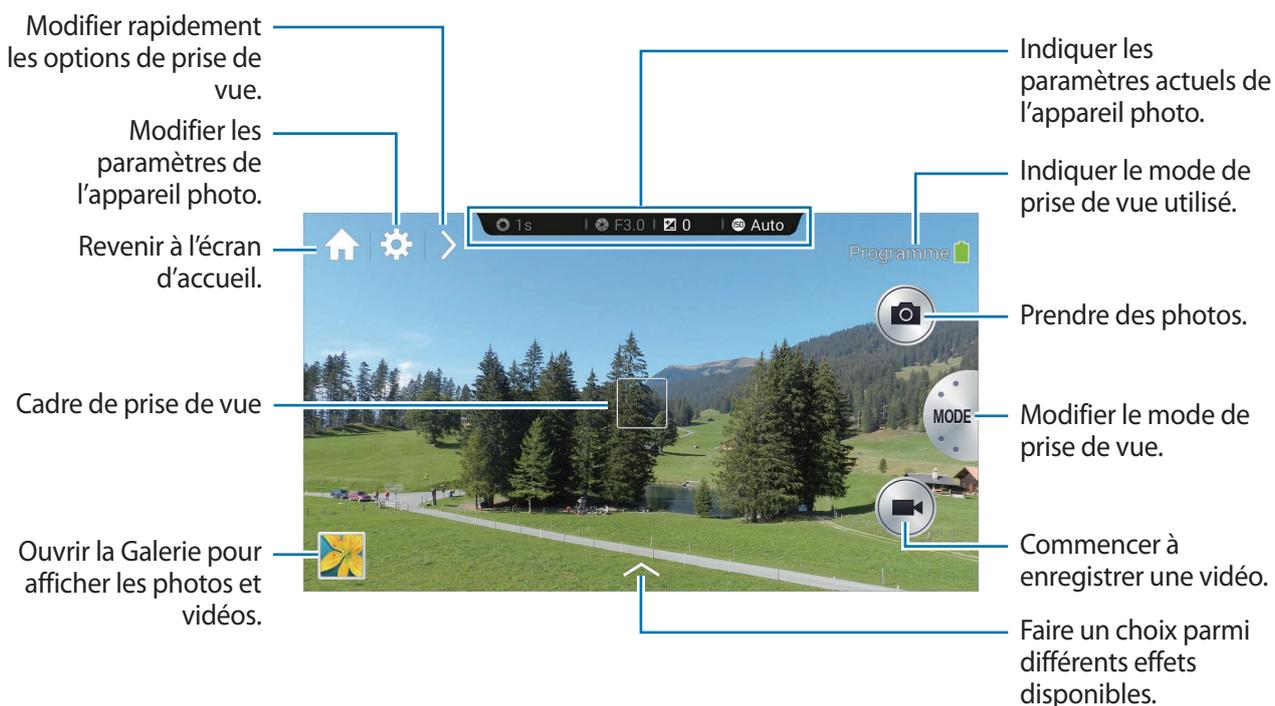 Modifier rapidement
les options de prise de
vue.
Modifier les
paramètres de
l'appareil photo.
Revenir à l'écran
d'accueil.
Cadre de prise de vue
Ouvrir la Galerie pour
afficher les photos et
vidéos.
1s F3.0 0 ISO Auto
Programme
MODE
Indiquer les
paramètres actuels de
l'appareil photo.
Indiquer le mode de
prise de vue utilisé.
Prendre des photos.
Modifier le mode de
prise de vue.
Commencer à
enregistrer une vidéo.
Faire un choix parmi
différents effets
disponibles.